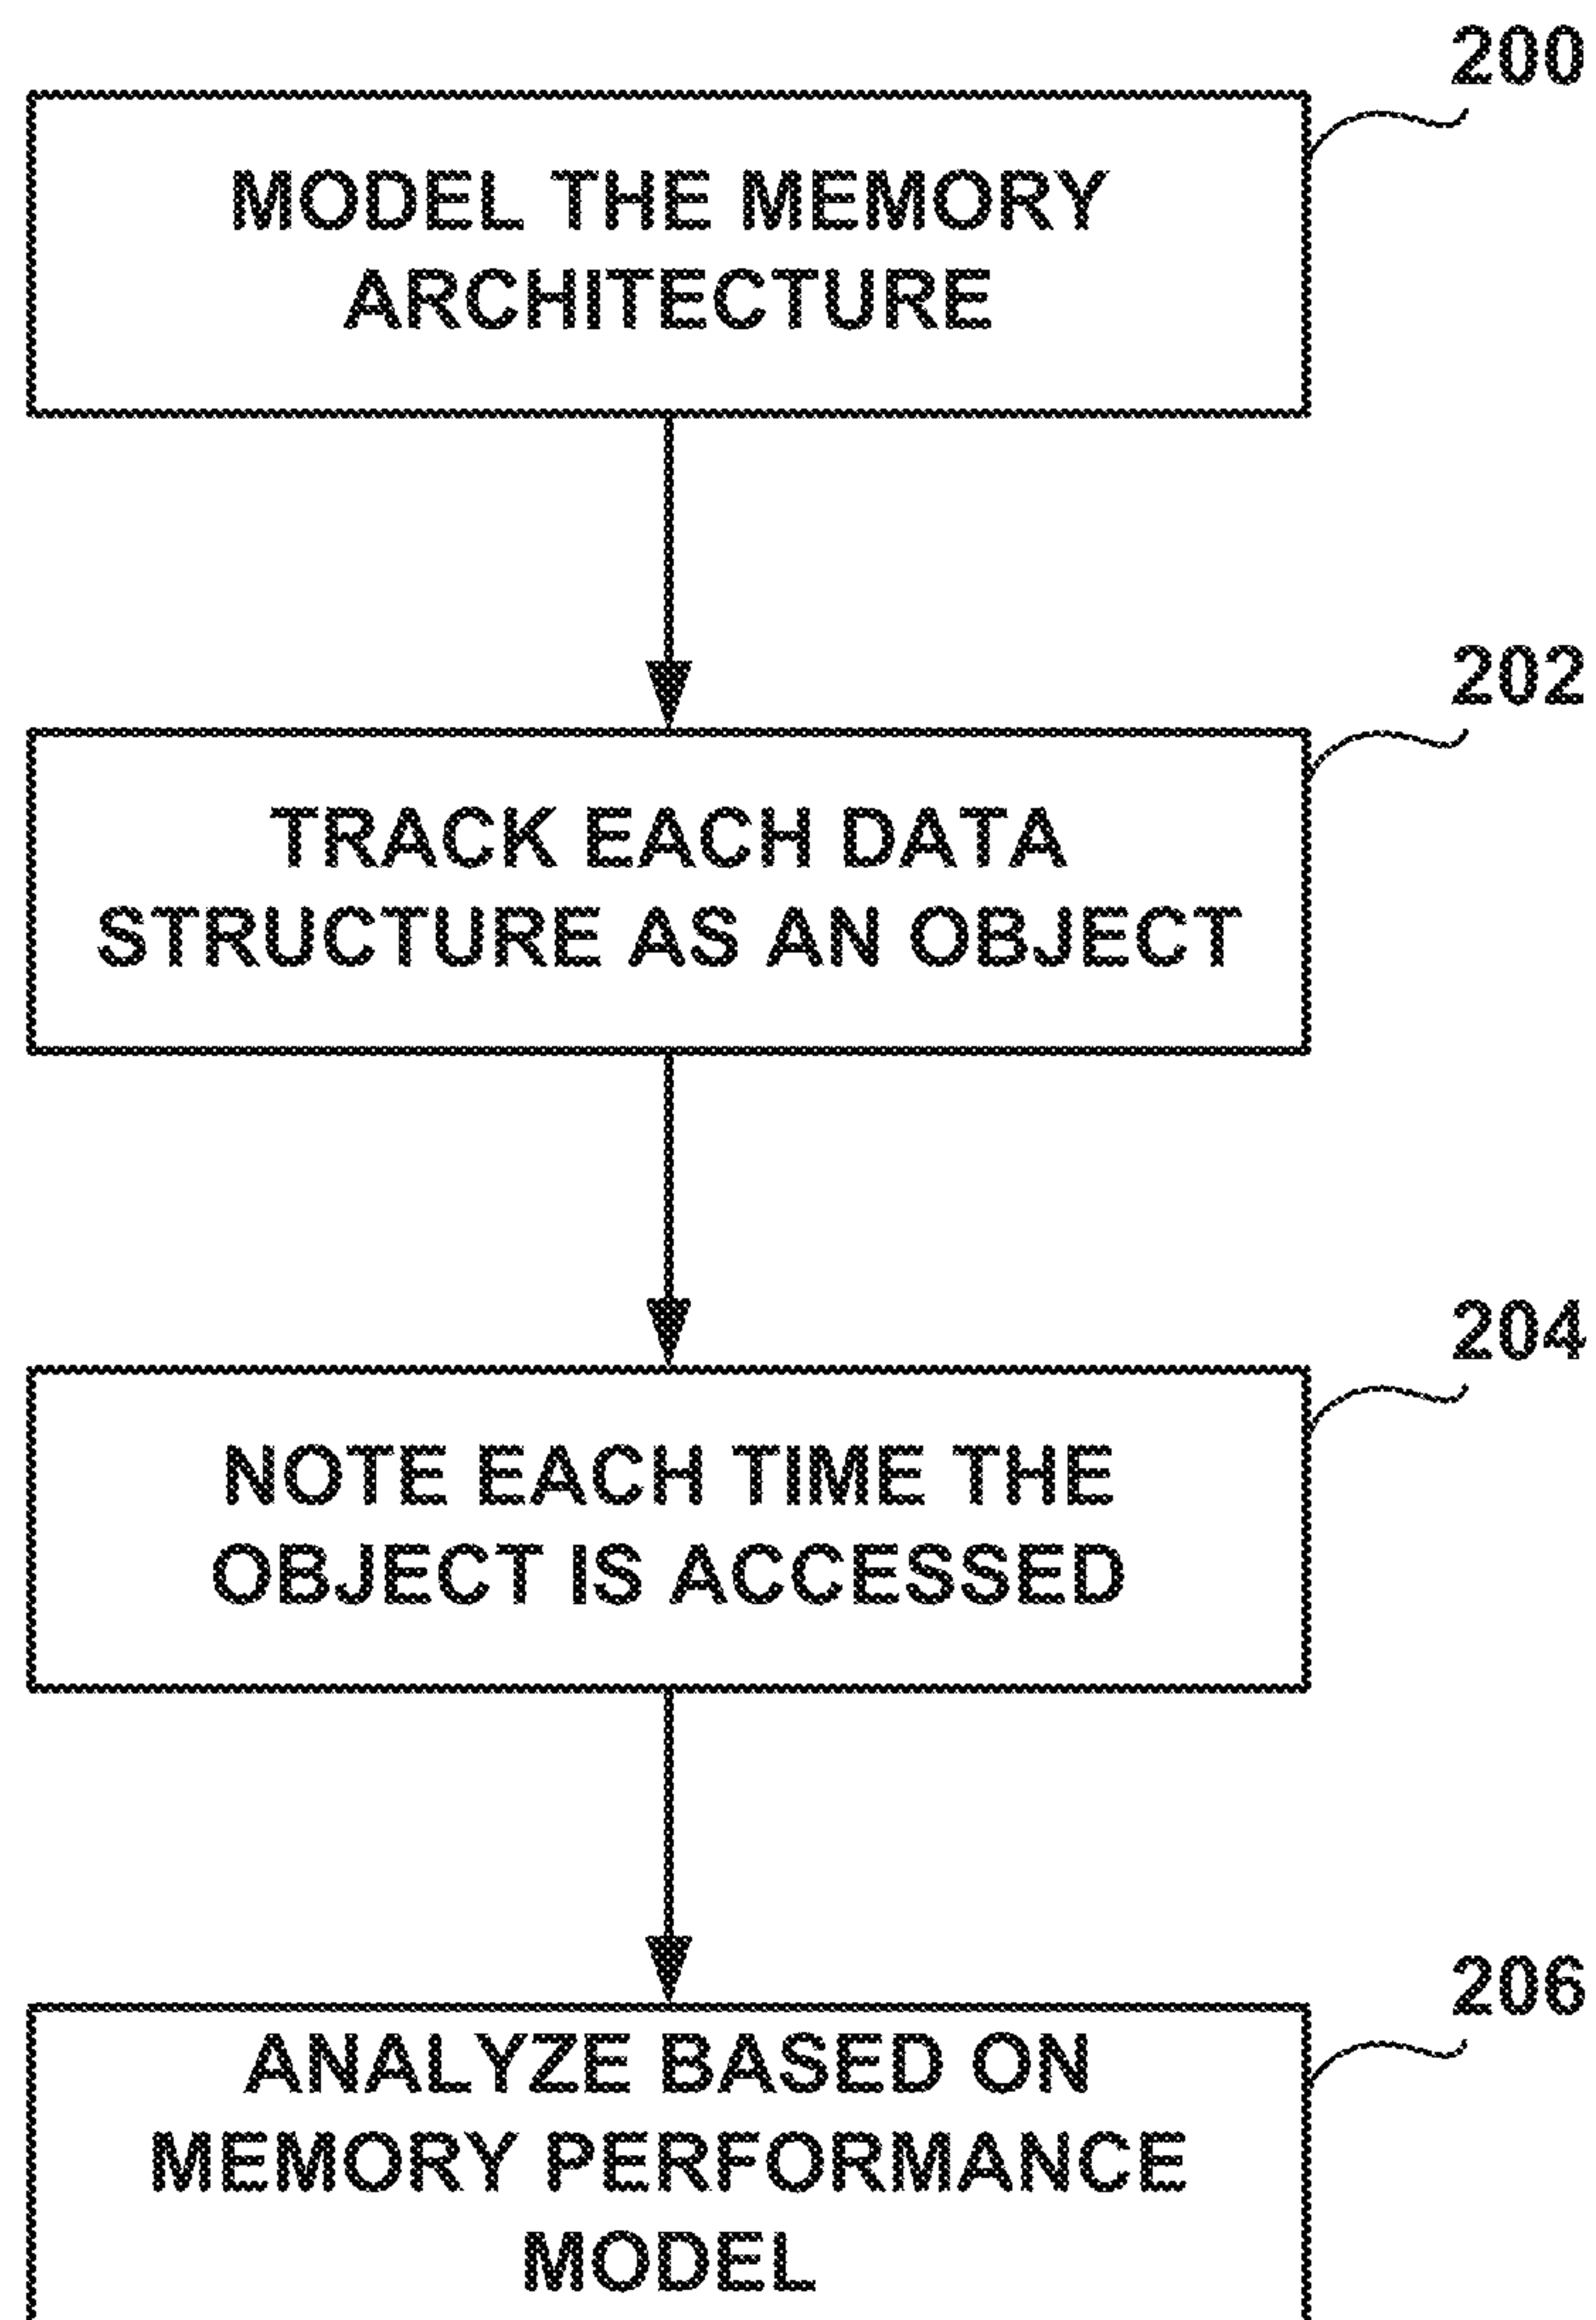 200
MODEL THE MEMORY
ARCHITECTURE
202
TRACK EACH DATA
STRUCTURE AS AN OBJECT
204
NOTE EACH TIME THE
OBJECT IS ACCESSED
206
ANALYZE BASED ON
MEMORY PERFORMANCE
MODEL